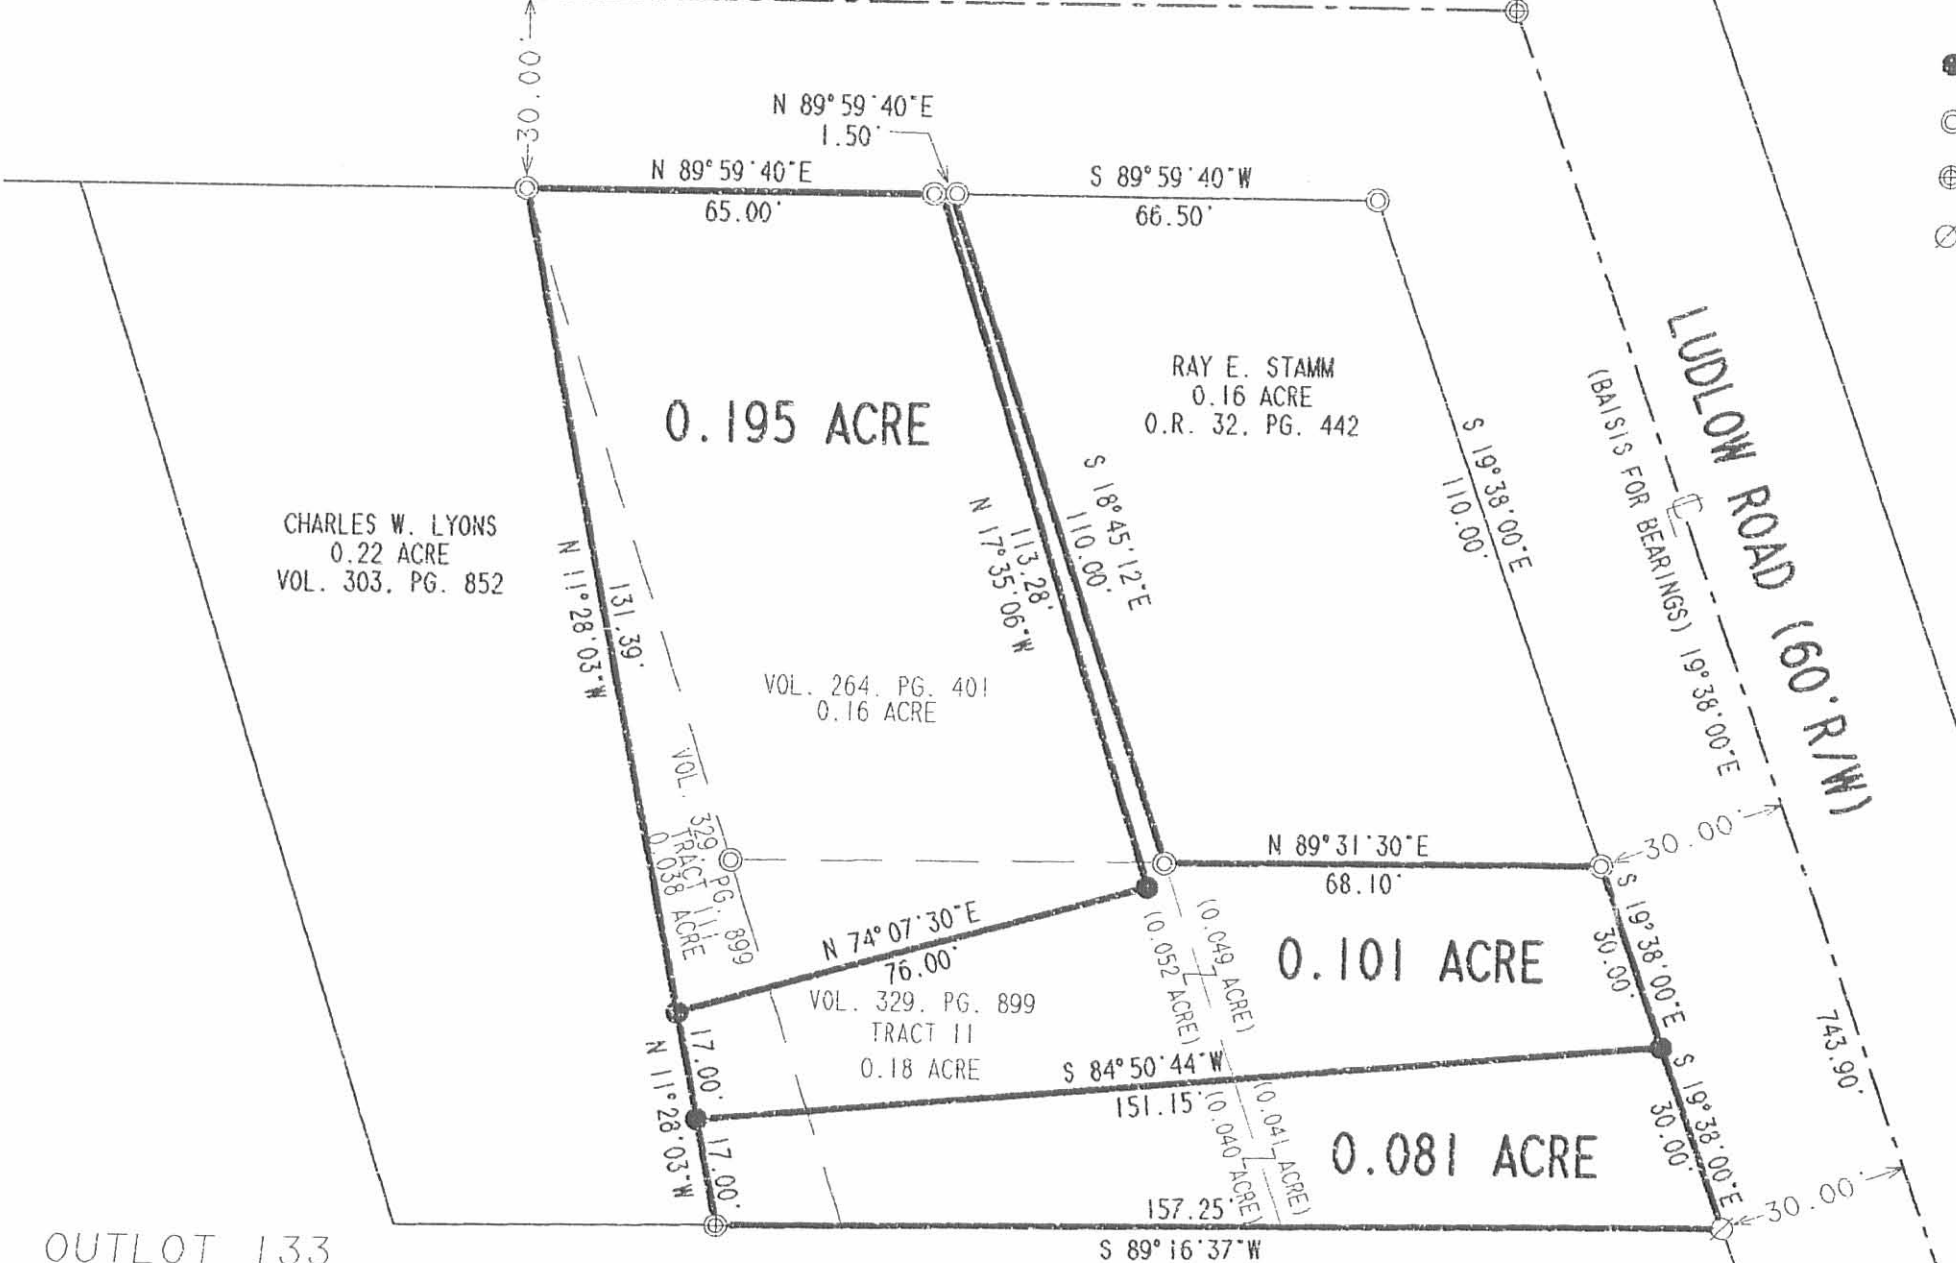 30.00'
N 89°59'40"E
1.50'
N 89°59'40"E
65.00'
S 89°59'40"W
66.50'
RAY E. STAMM
0.16 ACRE
O.R. 32, PG. 442
0.195 ACRE
CHARLES W. LYONS
0.22 ACRE
VOL. 303, PG. 852
N 11°28'03"W
131.39'
S 18°45'12"E
110.00'
113.28'
N 17°35'06"W
S 19°38'00"E
110.00'
LUDLOW ROAD (60'R/W)
(BAISIS FOR BEARINGS) 19°38'00"E
VOL. 264, PG. 401
0.16 ACRE
VOL. 329, PG. 899
TRACT III
0.038 ACRE
N 89°31'30"E
68.10'
30.00'
N 74°07'30"E
76.00'
VOL. 329, PG. 899
TRACT II
0.18 ACRE
(0.052 ACRE)
(0.049 ACRE)
0.101 ACRE
S 19°38'00"E
30.00'
743.90'
17.00'
N 11°28'03"W
17.00'
S 84°50'44"W
151.15'
(0.040 ACRE)
(0.041 ACRE)
0.081 ACRE
S 19°38'00"E
30.00'
30.00'
157.25'
S 89°16'37"W
OUTLOT 133